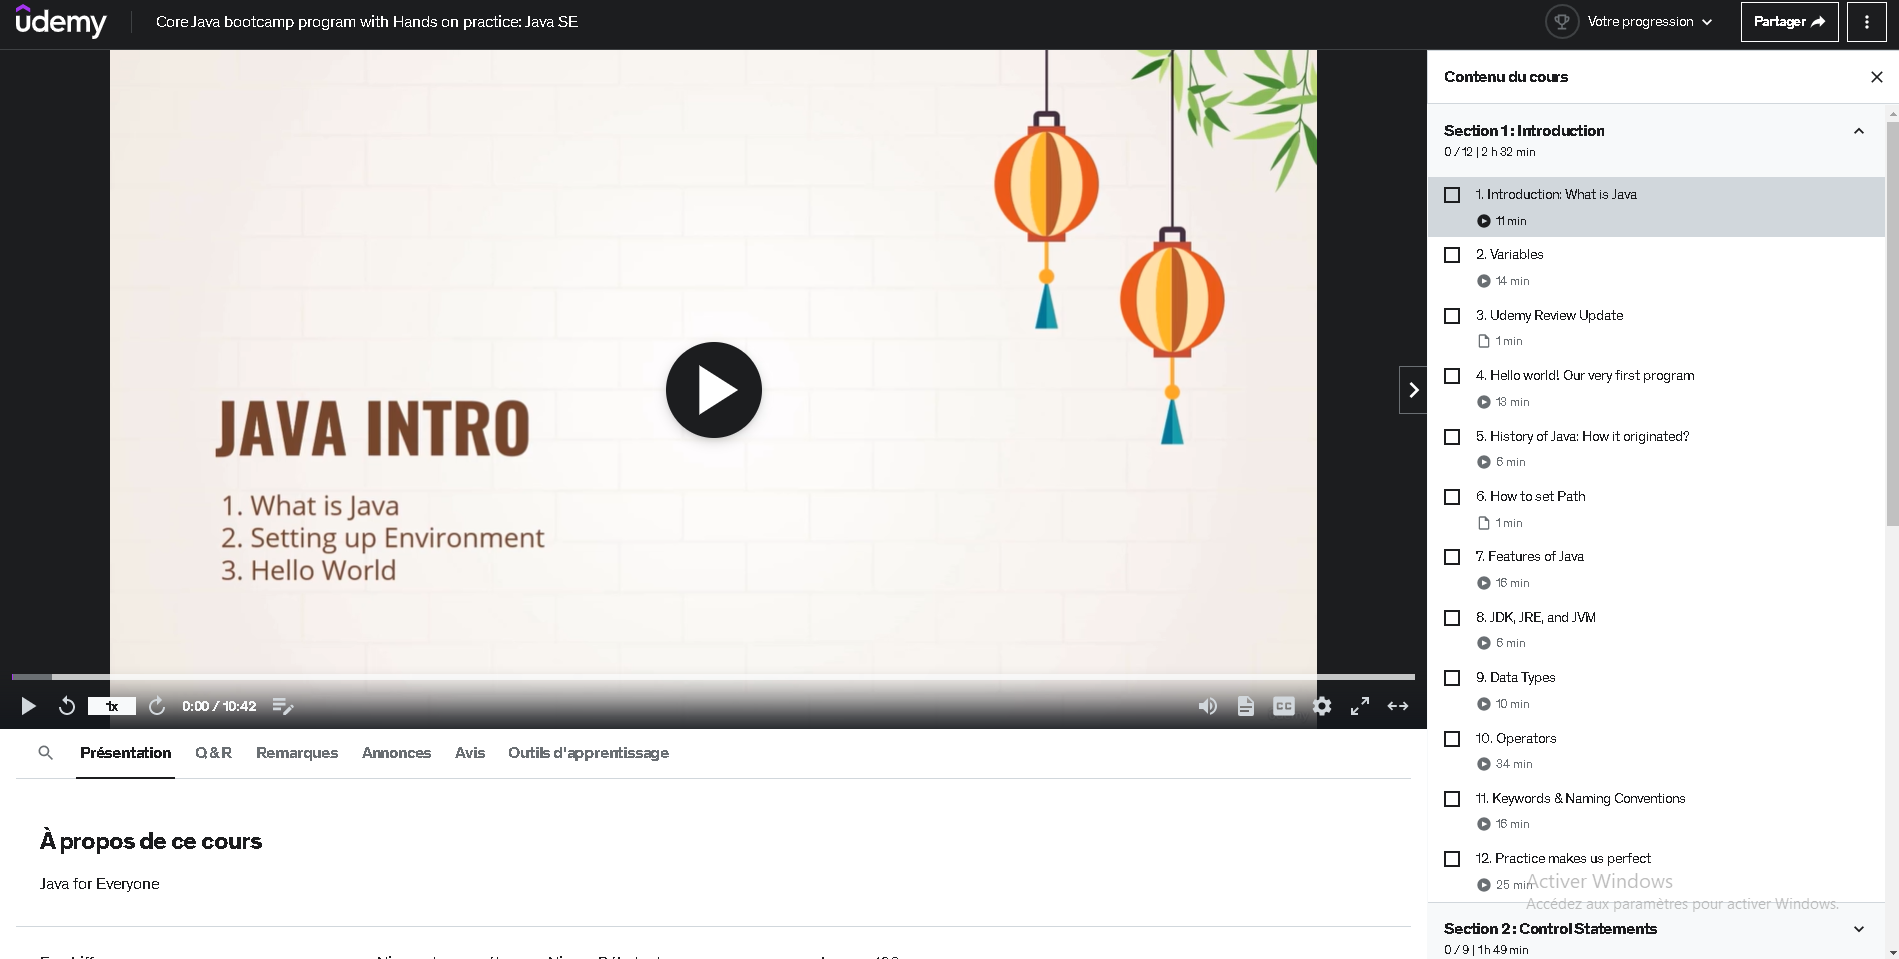 ûdemy
Core Java bootcamp program with Hands on practice: Java SE
Votre progression
Partager
JAVA INTRO
1. What is Java
2. Setting up Environment
3. Hello World
1x
0:00 / 10:42
CC
Présentation
Q&R
Remarques
Annonces
Avis
Outils d'apprentissage
À propos de ce cours
Java for Everyone
Contenu du cours
Section 1 : Introduction
0 / 12 | 2 h 32 min
1. Introduction: What is Java
11 min
2. Variables
14 min
3. Udemy Review Update
1 min
4. Hello world! Our very first program
13 min
5. History of Java: How it originated?
6 min
6. How to set Path
1 min
7. Features of Java
16 min
8. JDK, JRE, and JVM
6 min
9. Data Types
10 min
10. Operators
34 min
11. Keywords & Naming Conventions
16 min
12. Practice makes us perfect
25 min
Activer Windows
Accédez aux paramètres pour activer Windows.
Section 2 : Control Statements
0 / 9 | 1 h 49 min